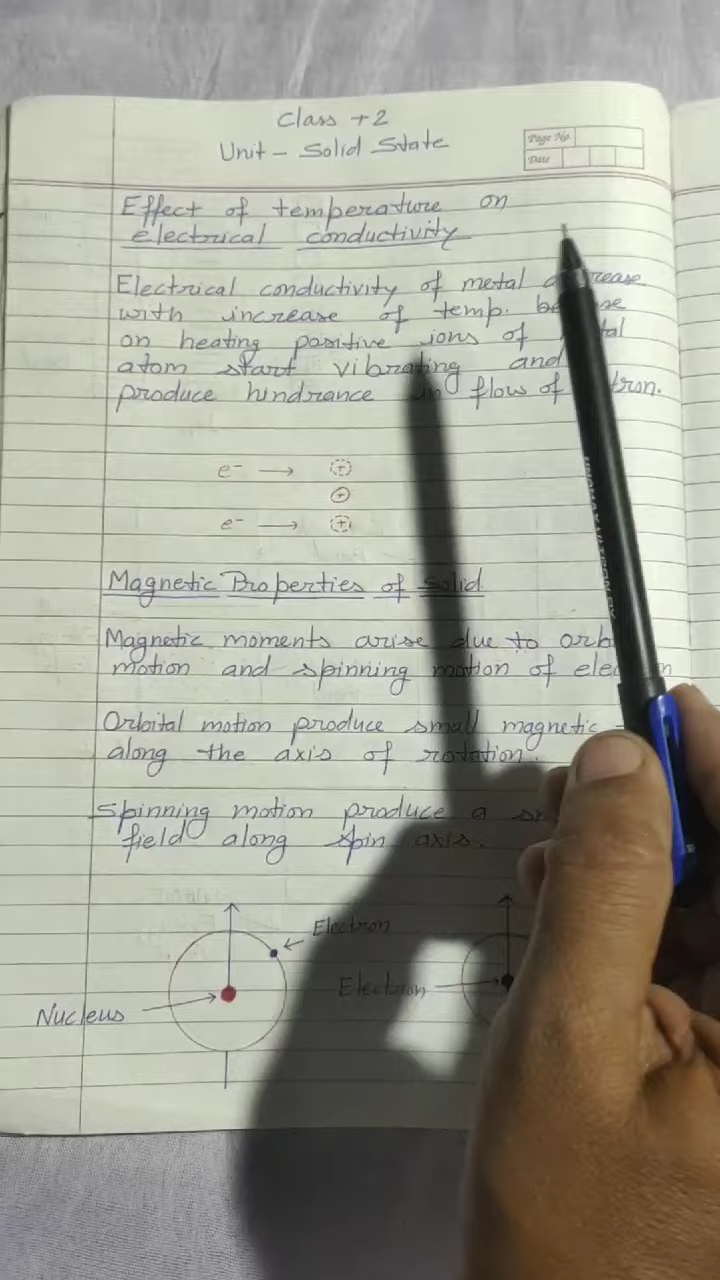 Class +2
Unit - Solid State
Page No.
Date
Effect of temperature on
electrical conductivity
Electrical conductivity of metal
with increase of temp.
on heating positive ions of
atom start vibrating and
produce hindrance in flow of
e⁻ → (+)
(+)
e⁻ → (+)
Magnetic Properties of Solid
Magnetic moments arise due to
motion and spinning motion of
Orbital motion produce small magnetic
along the axis of rotation.
Spinning motion produce a
field along spin axis.
Electron
Electron
Nucleus